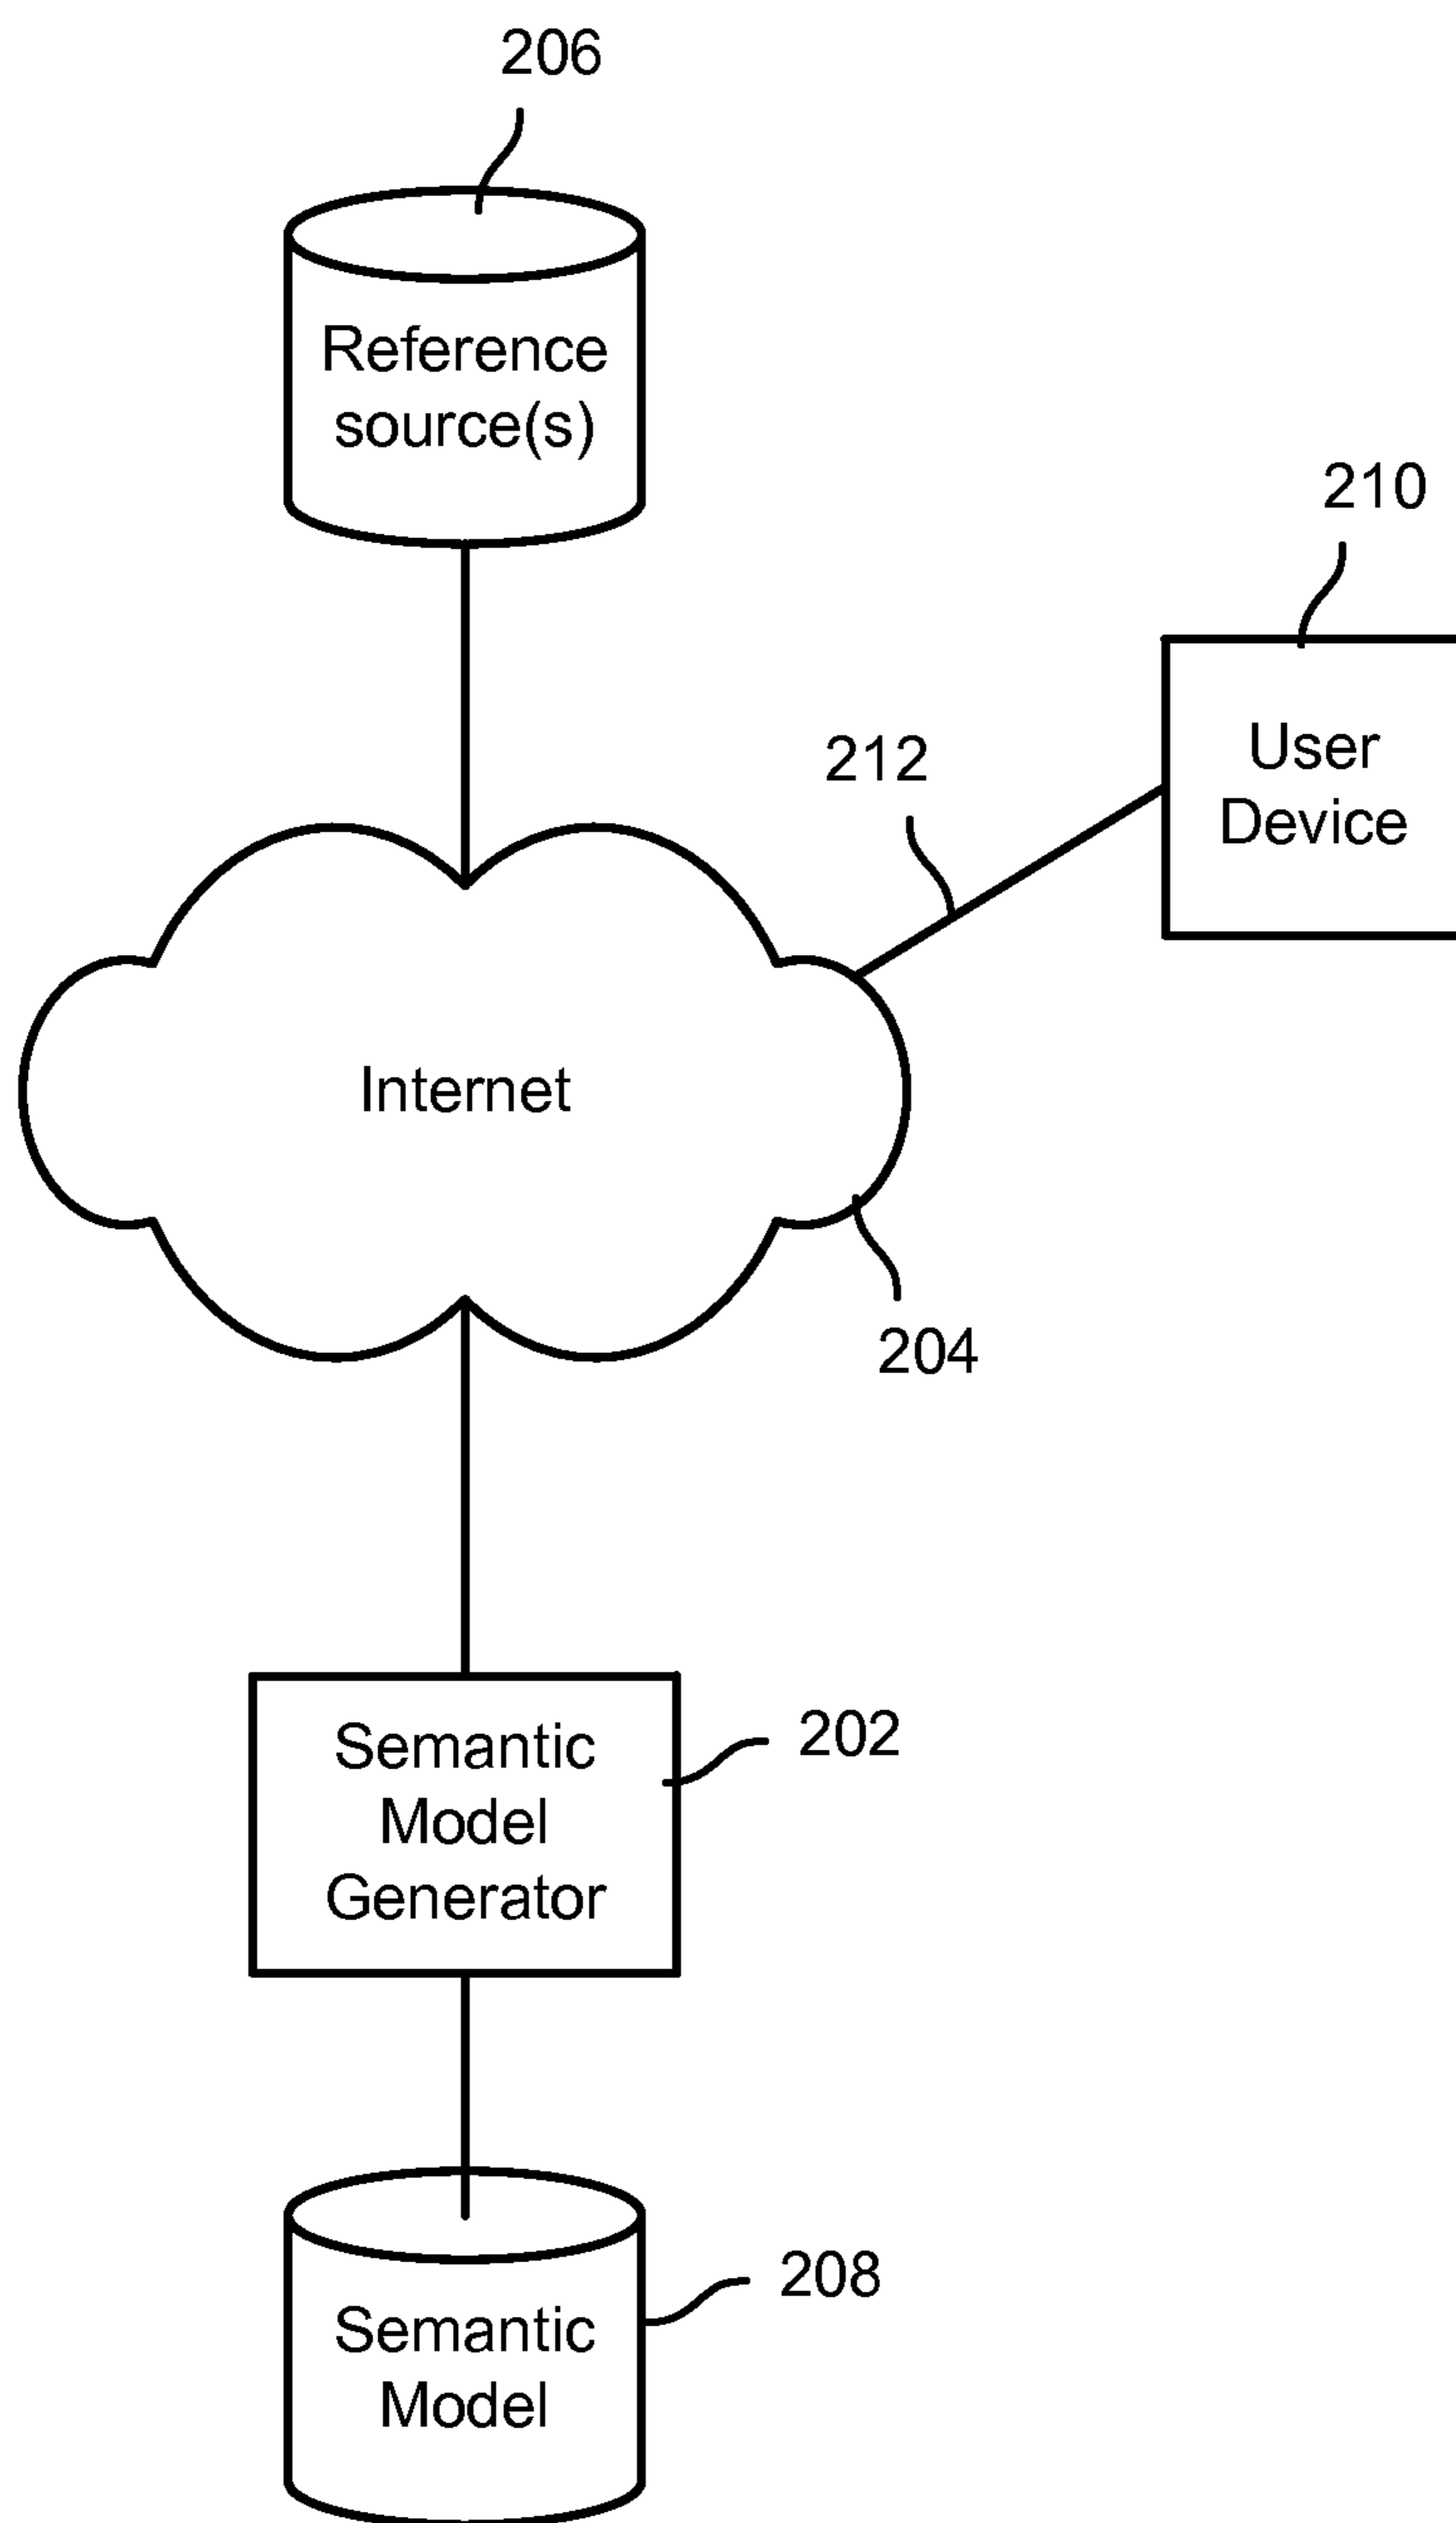 206
Reference
source(s)
210
User
Device
212
Internet
204
Semantic
Model
Generator
202
208
Semantic
Model